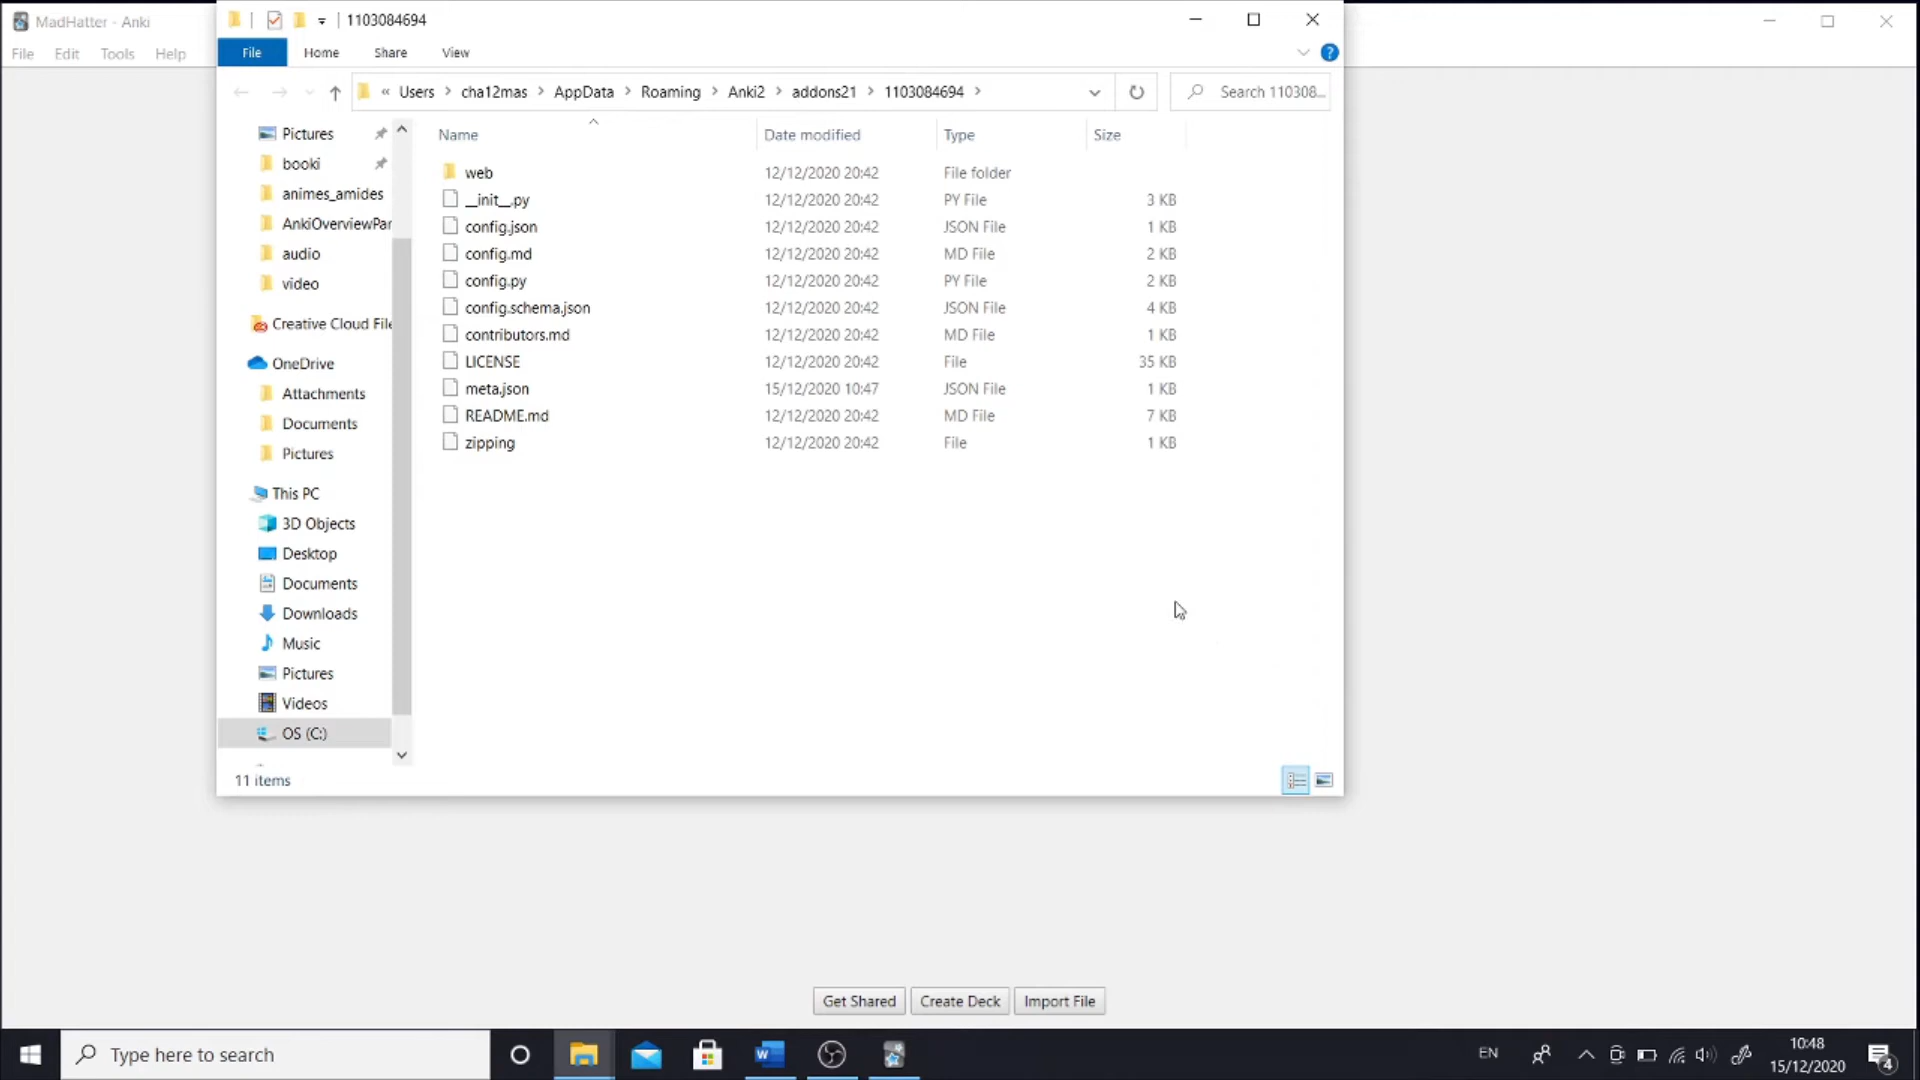 MadHatter - Anki
File Edit Tools Help
1103084694
File Home Share View
« Users > cha12mas > AppData > Roaming > Anki2 > addons21 > 1103084694 >
Search 110308...
Name Date modified Type Size
web 12/12/2020 20:42 File folder
__init__.py 12/12/2020 20:42 PY File 3 KB
config.json 12/12/2020 20:42 JSON File 1 KB
config.md 12/12/2020 20:42 MD File 2 KB
config.py 12/12/2020 20:42 PY File 2 KB
config.schema.json 12/12/2020 20:42 JSON File 4 KB
contributors.md 12/12/2020 20:42 MD File 1 KB
LICENSE 12/12/2020 20:42 File 35 KB
meta.json 15/12/2020 10:47 JSON File 1 KB
README.md 12/12/2020 20:42 MD File 7 KB
zipping 12/12/2020 20:42 File 1 KB
Pictures
booki
animes_amides
AnkiOverviewPar
audio
video
Creative Cloud File
OneDrive
Attachments
Documents
Pictures
This PC
3D Objects
Desktop
Documents
Downloads
Music
Pictures
Videos
OS (C:)
11 items
Get Shared Create Deck Import File
Type here to search
EN
10:48
15/12/2020
4